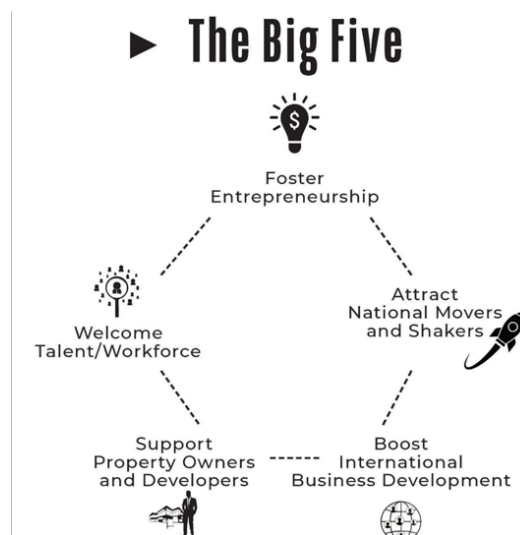 The Big Five
$
Foster
Entrepreneurship
Attract
National Movers
and Shakers
Welcome
Talent/Workforce
Support
Property Owners
and Developers
Boost
International
Business Development